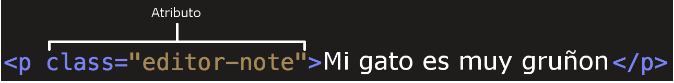 Atributo
<p class="editor-note">Mi gato es muy gruñon</p>